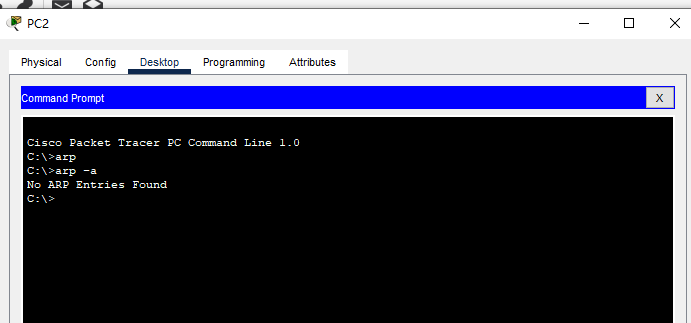 PC2
Physical Config Desktop Programming Attributes
Command Prompt X
Cisco Packet Tracer PC Command Line 1.0
C:\>arp
C:\>arp -a
No ARP Entries Found
C:\>